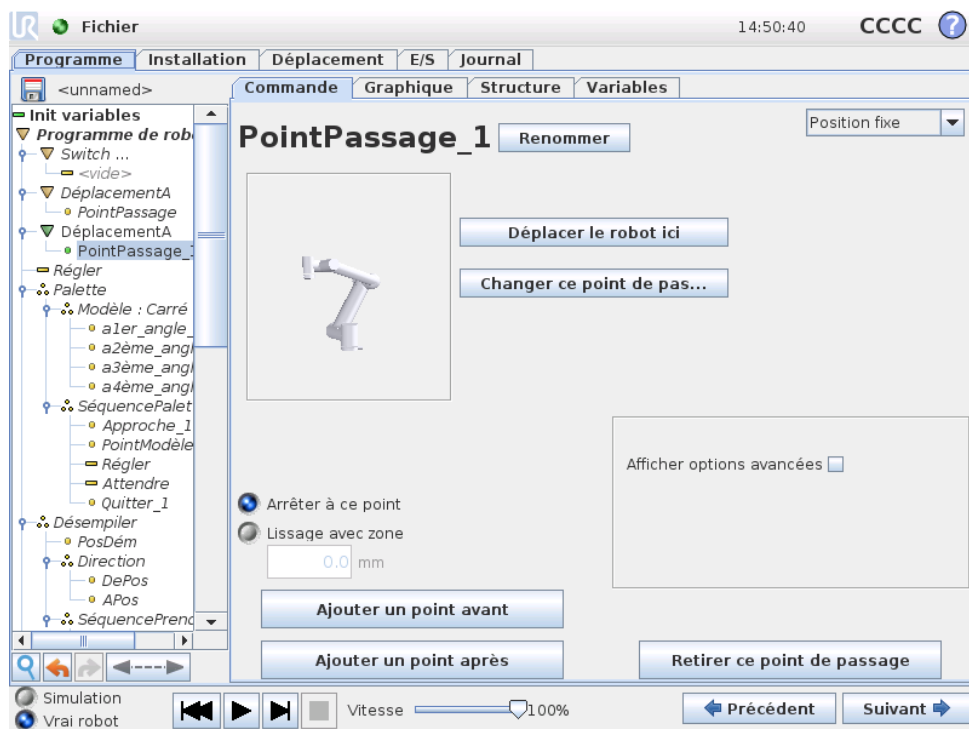 UR Fichier 14:50:40 CCCC ?
Programme Installation Déplacement E/S Journal
<unnamed>
Commande Graphique Structure Variables
Init variables
Programme de rob
Switch ...
<vide>
DéplacementA
PointPassage
DéplacementA
PointPassage_1
Régler
Palette
Modèle : Carré
a1er_angle_
a2ème_angl
a3ème_angl
a4ème_angl
SéquencePalet
Approche_1
PointModèle
Régler
Attendre
Quitter_1
Désempiler
PosDém
Direction
DePos
APos
SéquencePrend
PointPassage_1 Renommer
Position fixe
Déplacer le robot ici
Changer ce point de pas...
Afficher options avancées
Arrêter à ce point
Lissage avec zone
0.0 mm
Ajouter un point avant
Ajouter un point après
Retirer ce point de passage
Simulation
Vrai robot
Vitesse 100%
Précédent Suivant